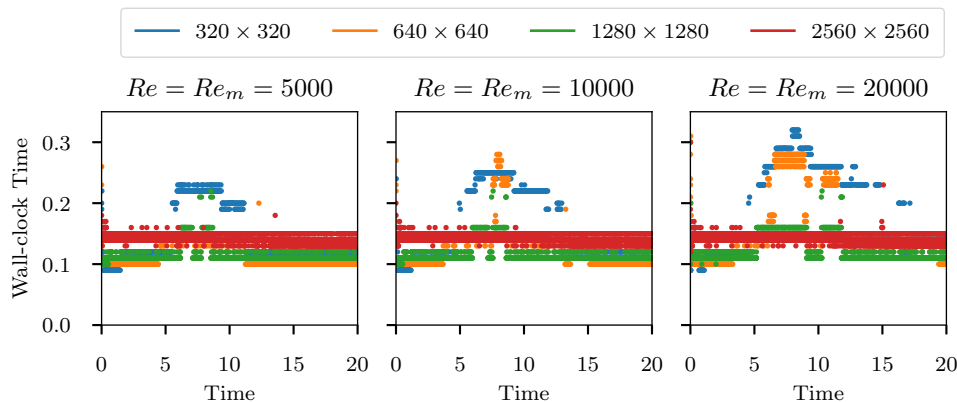 320 × 320 640 × 640 1280 × 1280 2560 × 2560
Re = Re_m = 5000 Re = Re_m = 10000 Re = Re_m = 20000
Wall-clock Time
0.3
0.2
0.1
0.0
0 5 10 15 20 0 5 10 15 20 0 5 10 15 20
Time Time Time